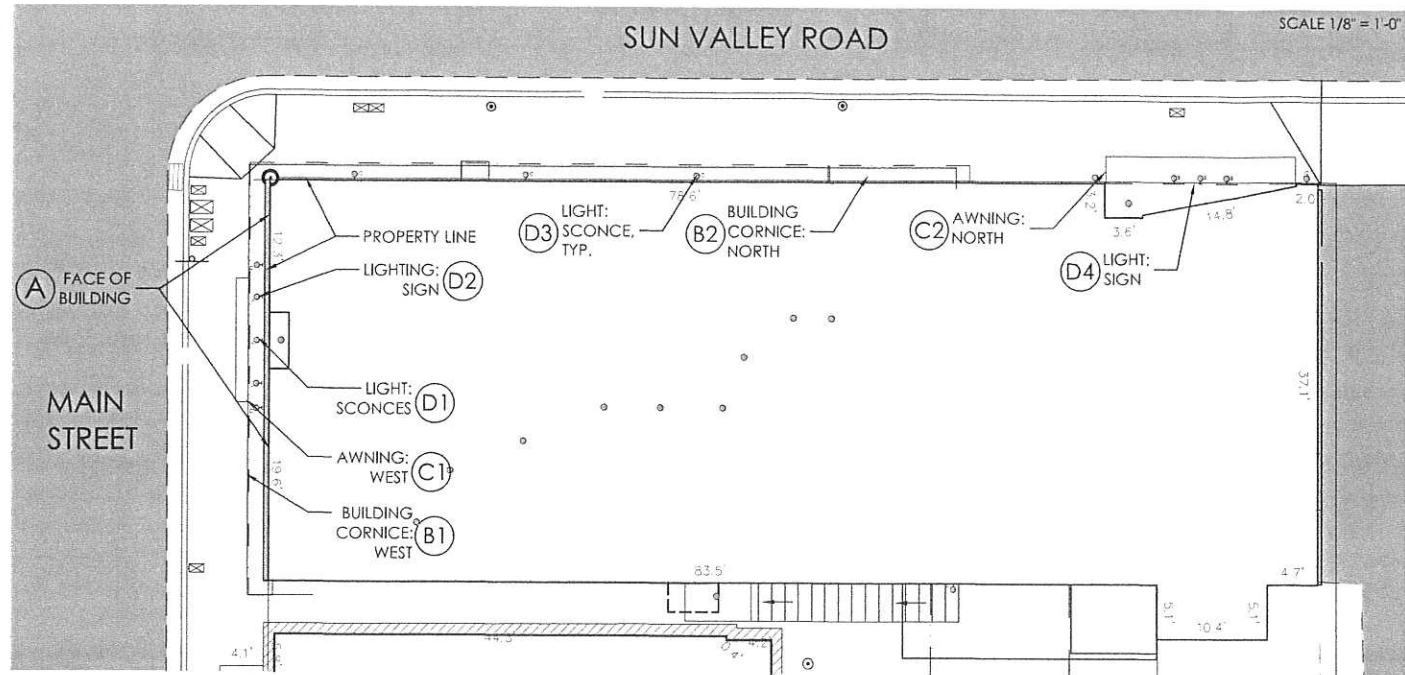 SUN VALLEY ROAD
SCALE 1/8" = 1'-0"
76.6'
D3
LIGHT:
SCONCE,
TYP.
B2
BUILDING
CORNICE:
NORTH
C2
AWNING:
NORTH
3.2'
3.6'
14.8'
2.0'
D4
LIGHT:
SIGN
PROPERTY LINE
LIGHTING:
SIGN
D2
A
FACE OF
BUILDING
MAIN
STREET
LIGHT:
SCONCES
D1
37.1'
AWNING:
WEST
C1
19.6'
BUILDING
CORNICE:
WEST
B1
83.5'
4.7'
5.1'
5.1'
10.4'
4.1'